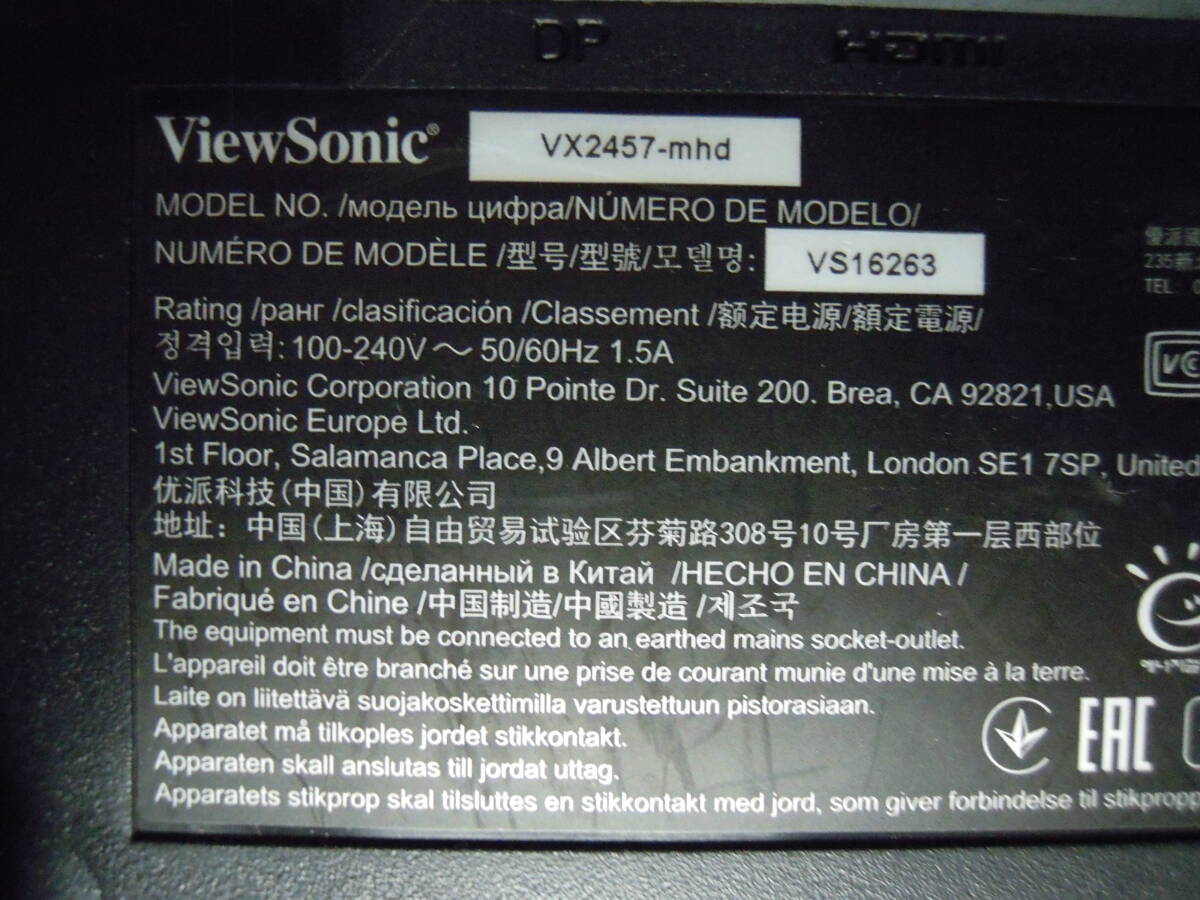 DP HDMI
ViewSonic® VX2457-mhd
MODEL NO. /модель цифра/NÚMERO DE MODELO/
NUMÉRO DE MODÈLE /型号/型號/모델명: VS16263
Rating /ранг /clasificación /Classement /额定电源/額定電源/
정격입력: 100-240V ～ 50/60Hz 1.5A
ViewSonic Corporation 10 Pointe Dr. Suite 200. Brea, CA 92821,USA
ViewSonic Europe Ltd.
1st Floor, Salamanca Place,9 Albert Embankment, London SE1 7SP, United
优派科技(中国)有限公司
地址: 中国(上海)自由贸易试验区芬菊路308号10号厂房第一层西部位
Made in China /сделанный в Китай /HECHO EN CHINA /
Fabriqué en Chine /中国制造/中國製造 /제조국
The equipment must be connected to an earthed mains socket-outlet.
L'appareil doit être branché sur une prise de courant munie d'une mise à la terre.
Laite on liitettävä suojakoskettimilla varustettuun pistorasiaan.
Apparatet må tilkoples jordet stikkontakt.
Apparaten skall anslutas till jordat uttag.
Apparatets stikprop skal tilsluttes en stikkontakt med jord, som giver forbindelse til stikpropp
235新
TEL:
EAC